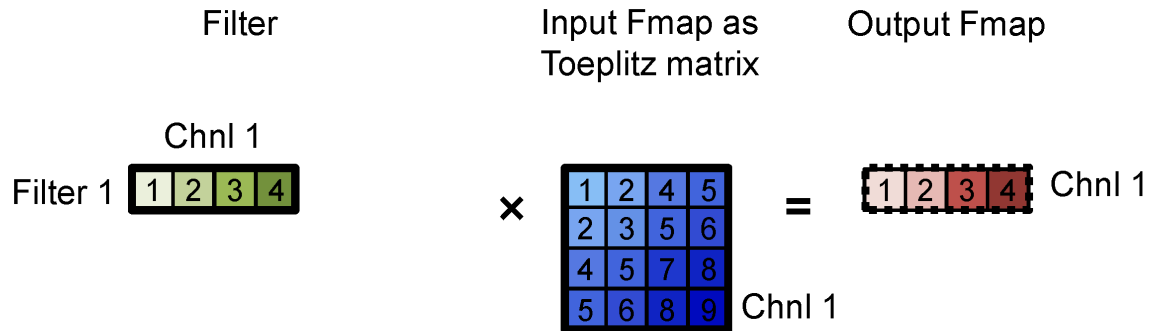 Filter
Input Fmap as
Toeplitz matrix
Output Fmap
Chnl 1
Filter 1
1 2 3 4
×
1 2 4 5
2 3 5 6
4 5 7 8
5 6 8 9
Chnl 1
=
1 2 3 4
Chnl 1